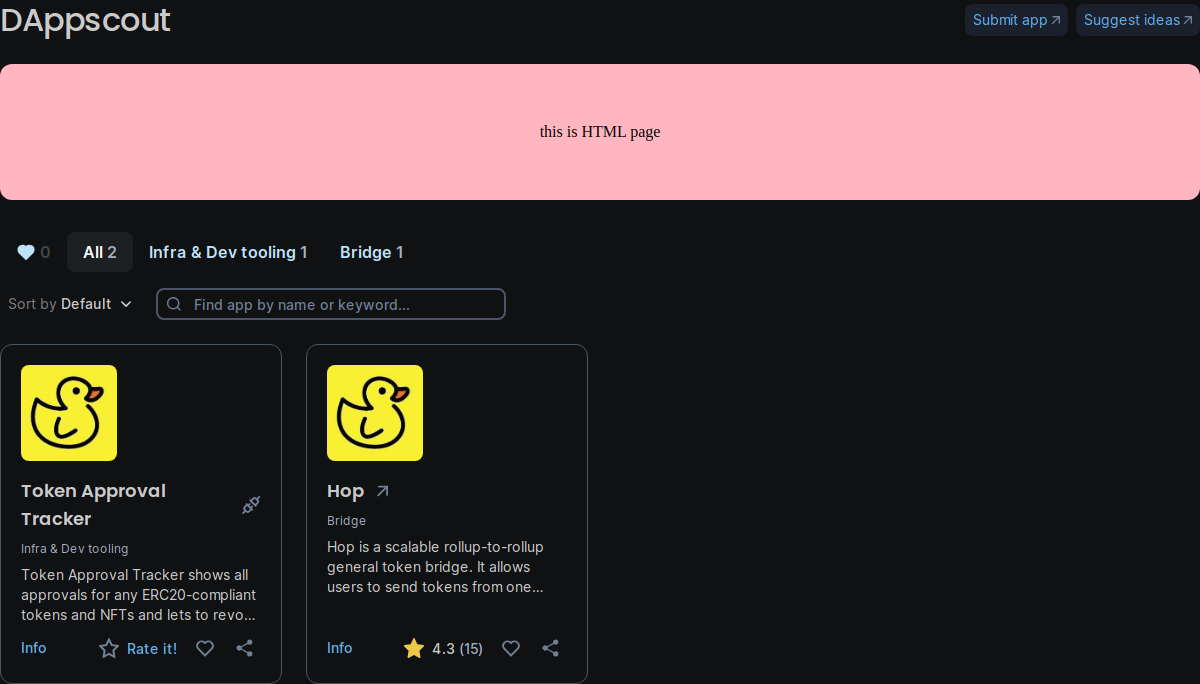 DAppscout
Submit app
Suggest ideas
this is HTML page
0
All 2
Infra & Dev tooling 1
Bridge 1
Sort by Default
Find app by name or keyword...
Token Approval
Tracker
Infra & Dev tooling
Token Approval Tracker shows all
approvals for any ERC20-compliant
tokens and NFTs and lets to revo...
Info
Rate it!
Hop
Bridge
Hop is a scalable rollup-to-rollup
general token bridge. It allows
users to send tokens from one...
Info
4.3 (15)